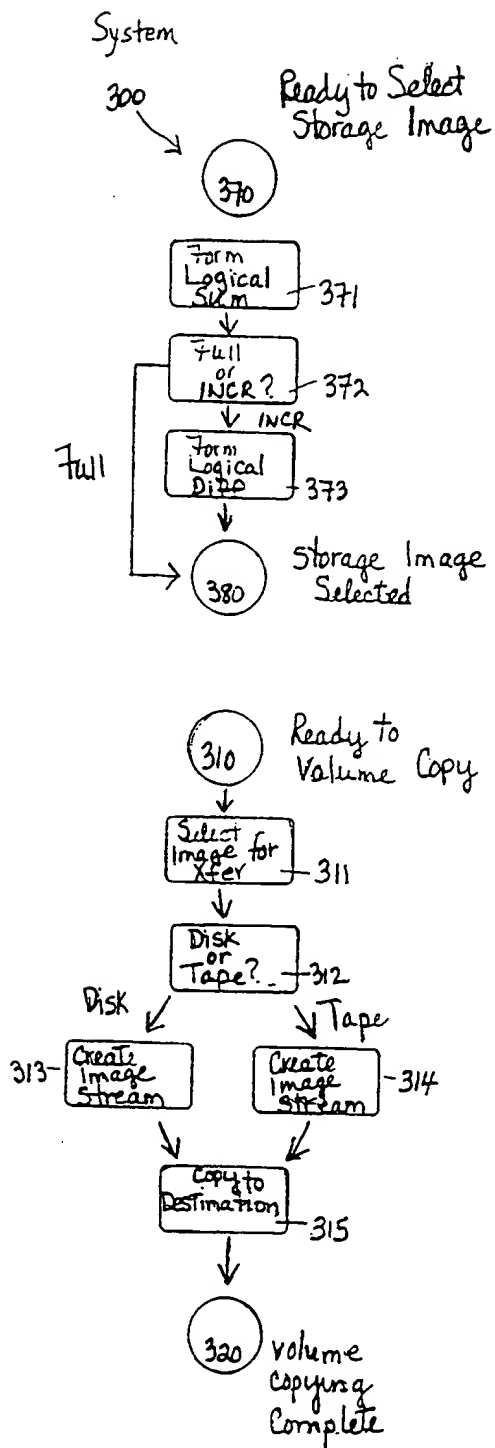 System
300
Ready to Select
Storage Image
370
Form
Logical
Sum
371
Full
or
INCR?
372
INCR
Full
Form
Logical
Diff
373
380
Storage Image
Selected
310
Ready to
Volume Copy
Select
Image for
Xfer
311
Disk
or
Tape?
312
Disk
Tape
313
Create
Image
Stream
Create
Image
Stream
314
Copy to
Destination
315
320
Volume
Copying
Complete